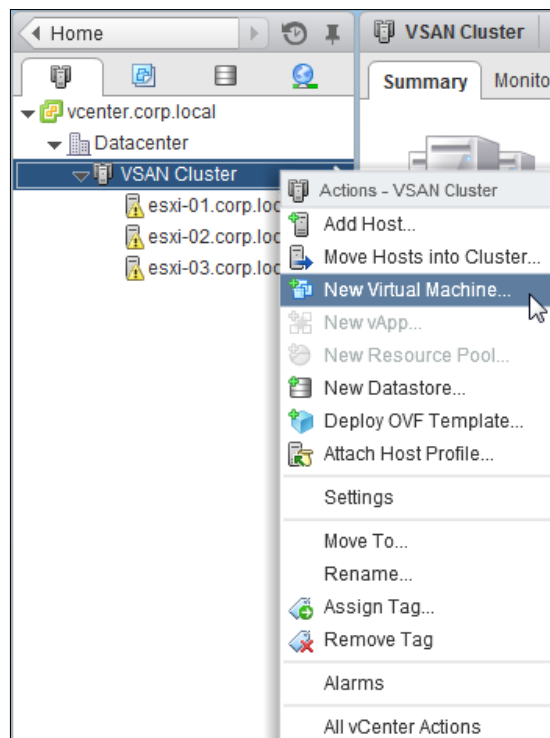 Home
VSAN Cluster
Summary
vcenter.corp.local
Datacenter
VSAN Cluster
esxi-01.corp.loc
esxi-02.corp.loc
esxi-03.corp.loc
Actions - VSAN Cluster
Add Host...
Move Hosts into Cluster...
New Virtual Machine...
New vApp...
New Resource Pool...
New Datastore...
Deploy OVF Template...
Attach Host Profile...
Settings
Move To...
Rename...
Assign Tag...
Remove Tag
Alarms
All vCenter Actions